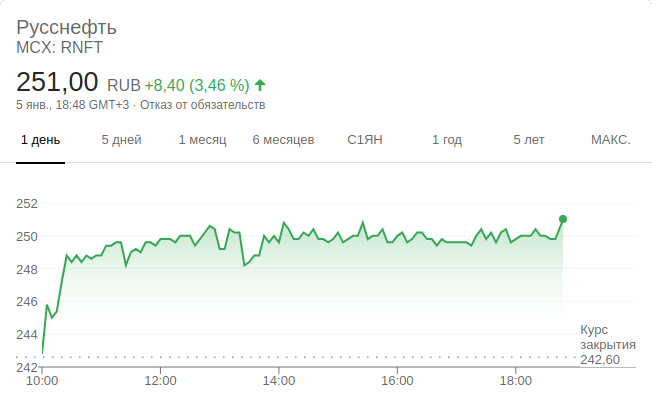 Русснефть
MCX: RNFT
251,00 RUB +8,40 (3,46 %)
5 янв., 18:48 GMT+3 · Отказ от обязательств
1 день 5 дней 1 месяц 6 месяцев С1ЯН 1 год 5 лет МАКС.
252
250
248
246
244
242
Курс
закрытия
242,60
10:00 12:00 14:00 16:00 18:00